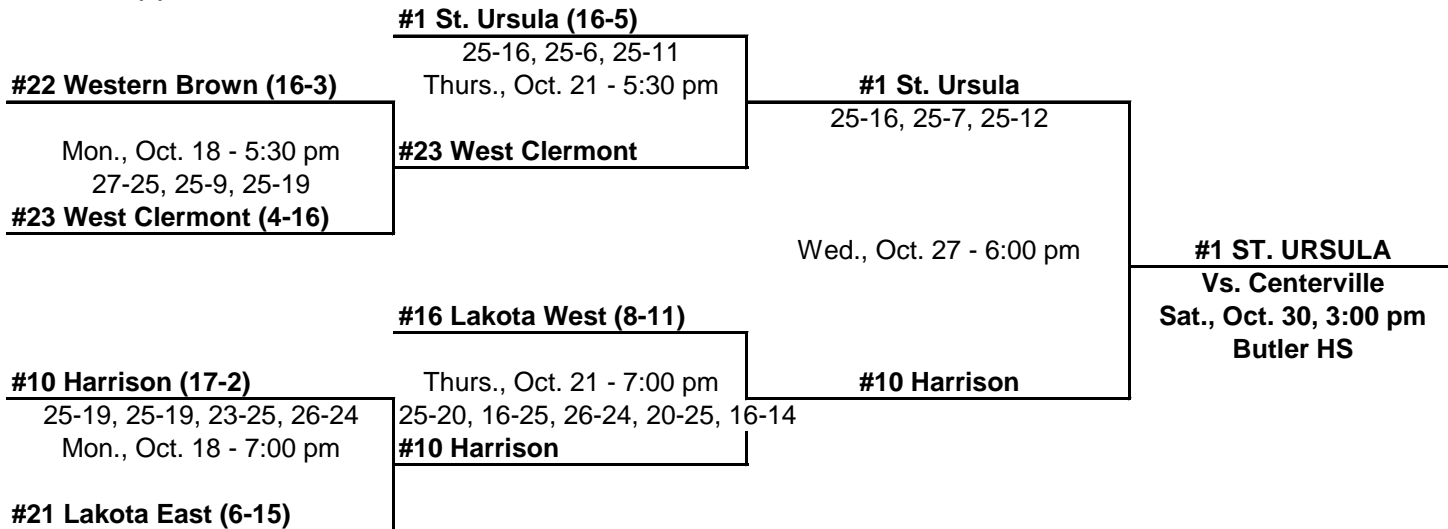 #1 St. Ursula (16-5)
25-16, 25-6, 25-11
#22 Western Brown (16-3)
Thurs., Oct. 21 - 5:30 pm
#1 St. Ursula
25-16, 25-7, 25-12
Mon., Oct. 18 - 5:30 pm
#23 West Clermont
27-25, 25-9, 25-19
#23 West Clermont (4-16)
Wed., Oct. 27 - 6:00 pm
#1 ST. URSULA
Vs. Centerville
#16 Lakota West (8-11)
Sat., Oct. 30, 3:00 pm
Butler HS
#10 Harrison (17-2)
Thurs., Oct. 21 - 7:00 pm
#10 Harrison
25-19, 25-19, 23-25, 26-24
25-20, 16-25, 26-24, 20-25, 16-14
Mon., Oct. 18 - 7:00 pm
#10 Harrison
#21 Lakota East (6-15)